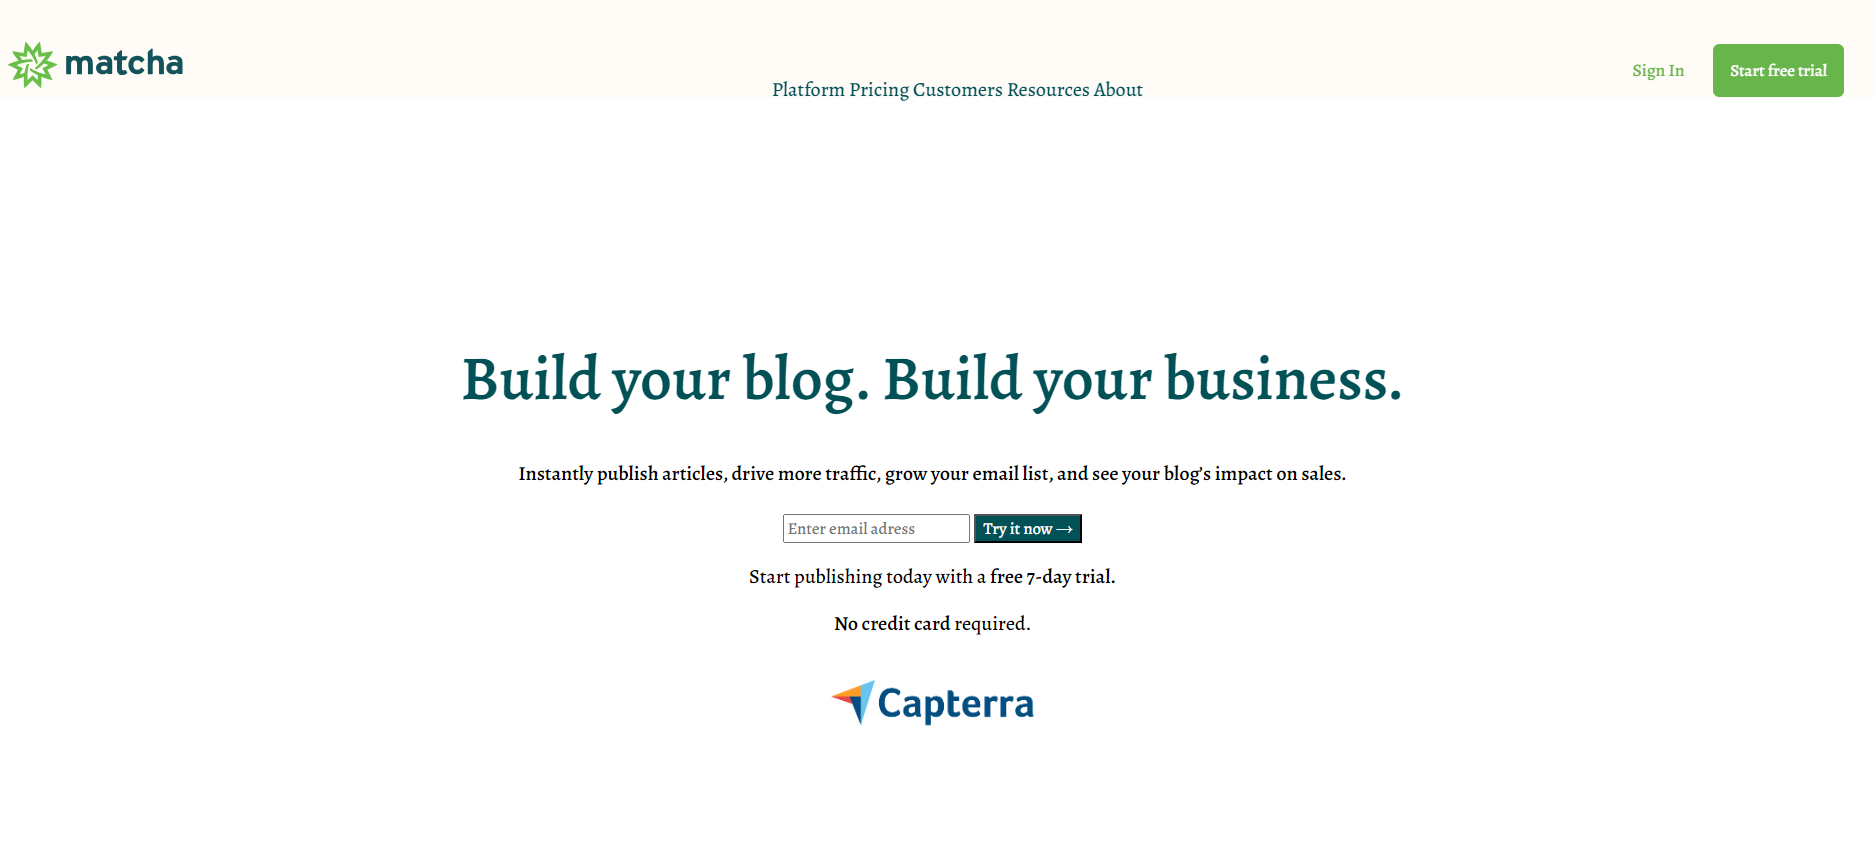 matcha
Platform Pricing Customers Resources About
Sign In
Start free trial
Build your blog. Build your business.
Instantly publish articles, drive more traffic, grow your email list, and see your blog’s impact on sales.
Enter email adress
Try it now →
Start publishing today with a free 7-day trial.
No credit card required.
Capterra